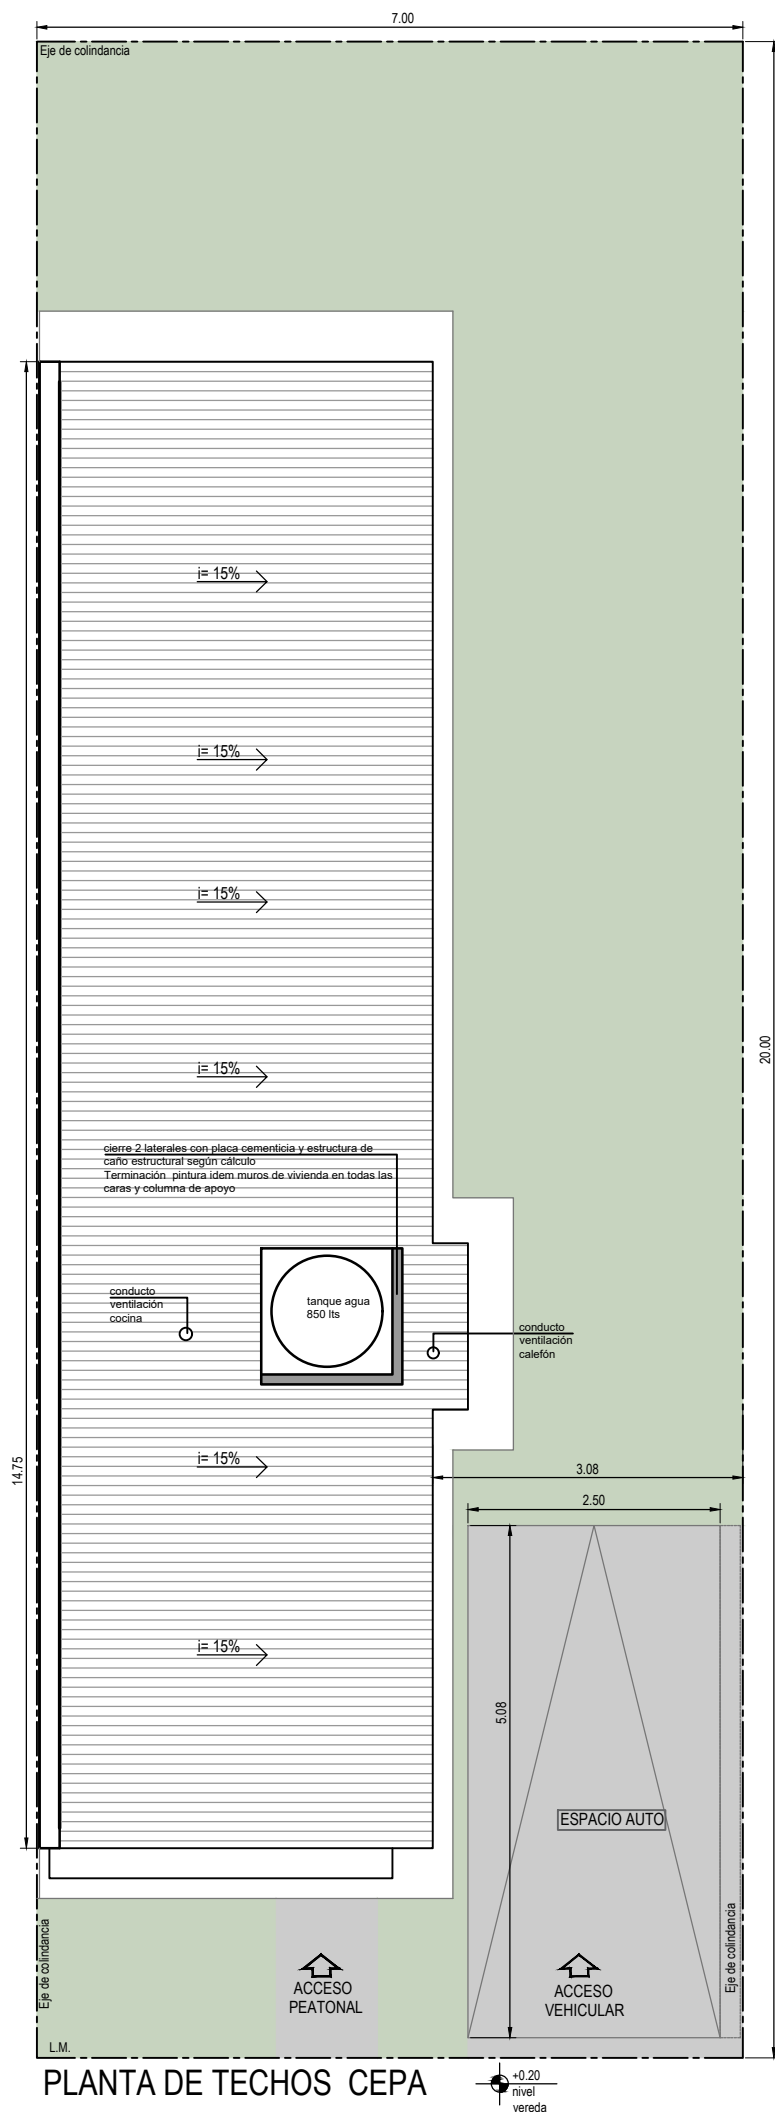 7.00
Eje de colindancia
i= 15%
i= 15%
i= 15%
20.00
i= 15%
cierre 2 laterales con placa cementicia y estructura de
caño estructural según cálculo
Terminación pintura idem muros de vivienda en todas las
caras y columna de apoyo
conducto
ventilación
cocina
tanque agua
850 lts
conducto
ventilación
calefón
14.75
i= 15%
3.08
2.50
i= 15%
5.08
ESPACIO AUTO
Eje de colindancia
Eje de colindancia
ACCESO
PEATONAL
ACCESO
VEHICULAR
L.M.
PLANTA DE TECHOS CEPA
+0.20
nivel
vereda